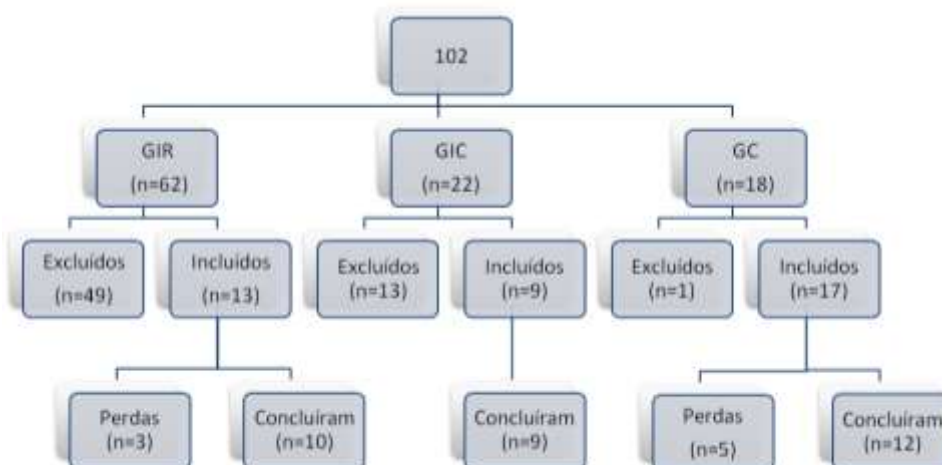 102
GIR
(n=62)
GIC
(n=22)
GC
(n=18)
Excluídos
(n=49)
Incluídos
(n=13)
Excluídos
(n=13)
Incluídos
(n=9)
Excluídos
(n=1)
Incluídos
(n=17)
Perdas
(n=3)
Concluíram
(n=10)
Concluíram
(n=9)
Perdas
(n=5)
Concluíram
(n=12)